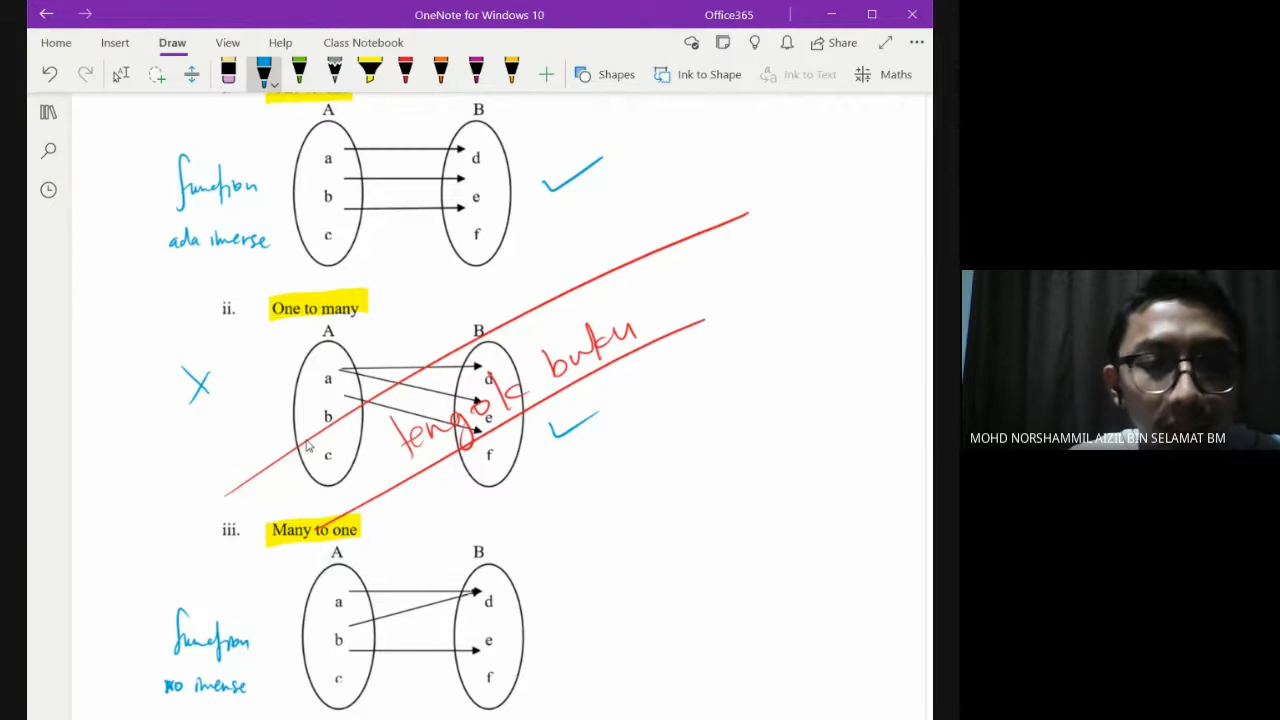 OneNote for Windows 10
Office365
Home Insert Draw View Help Class Notebook
Share
Shapes Ink to Shape Ink to Text Maths
A B
a d
b e
c f
function
ada inverse
ii. One to many
A B
a d
b e
c f
X
tengok buku
iii. Many to one
A B
a d
b e
c f
function
no inverse
MOHD NORSHAMMIL AIZIL BIN SELAMAT BM